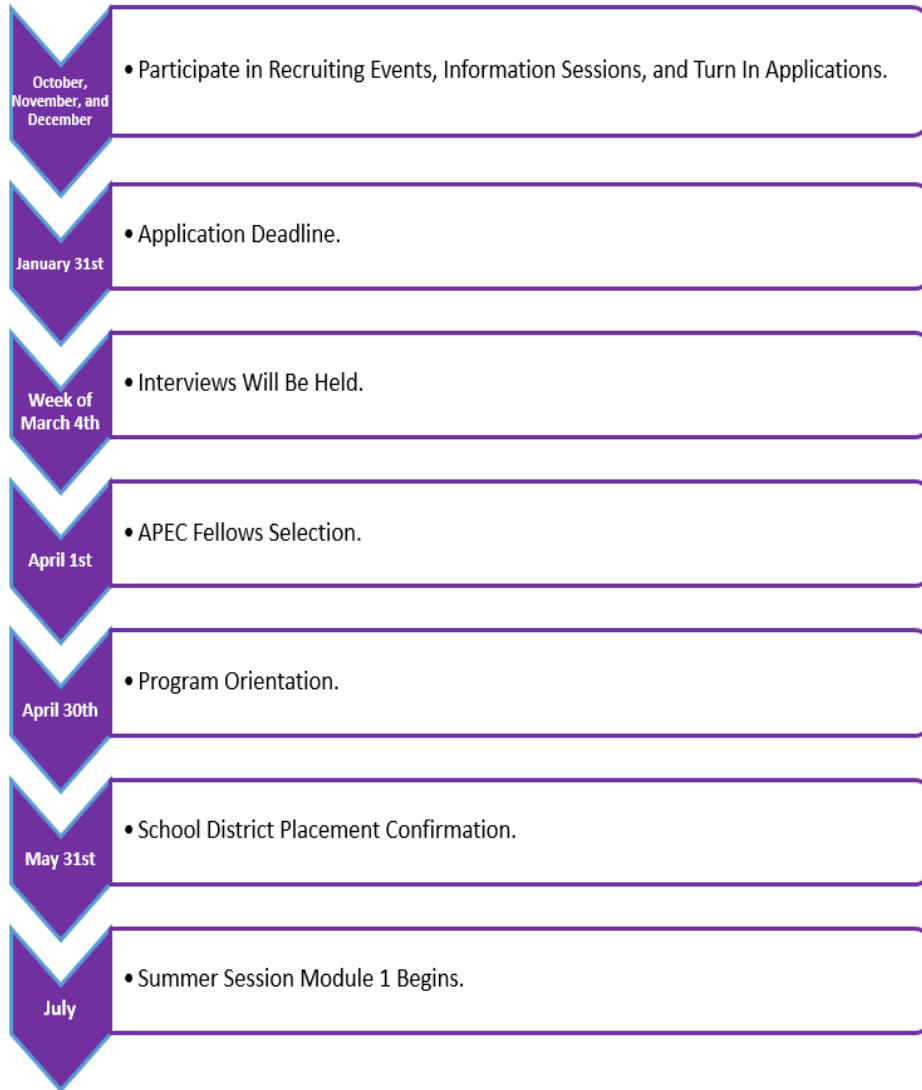 October,
November, and
December
• Participate in Recruiting Events, Information Sessions, and Turn In Applications.
January 31st
• Application Deadline.
Week of
March 4th
• Interviews Will Be Held.
April 1st
• APEC Fellows Selection.
April 30th
• Program Orientation.
May 31st
• School District Placement Confirmation.
July
• Summer Session Module 1 Begins.